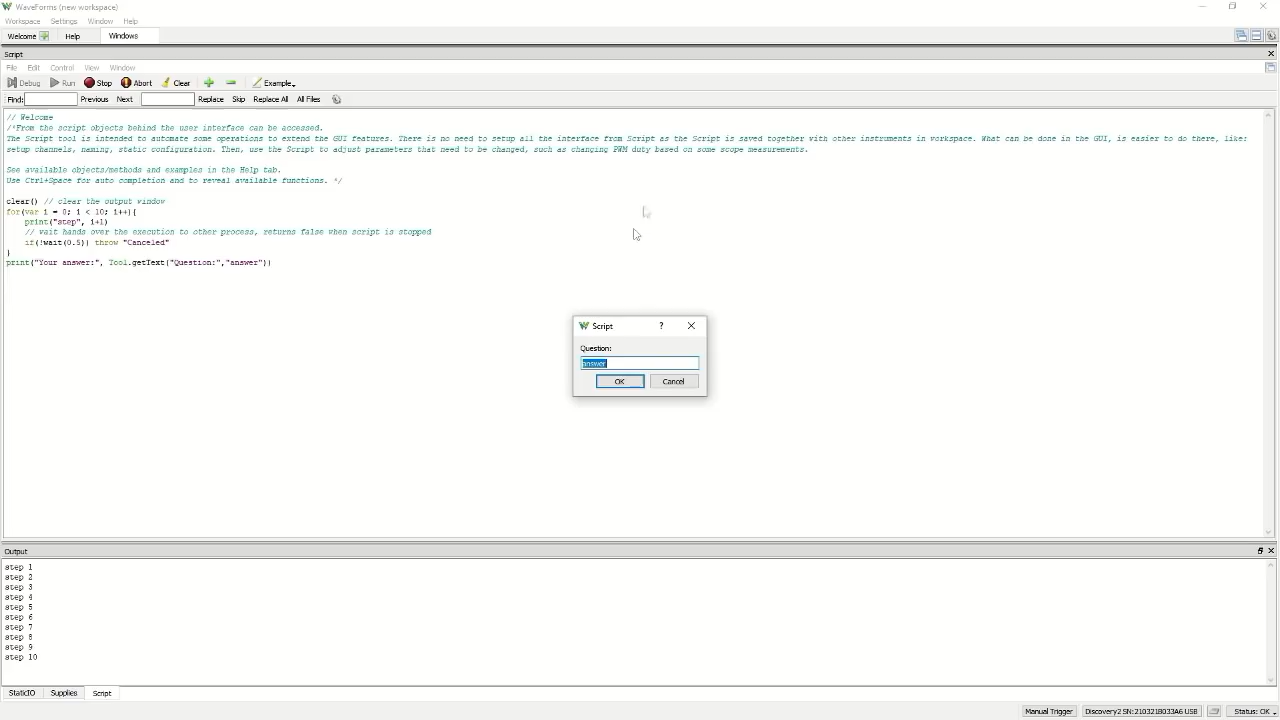 WaveForms (new workspace)
Workspace Settings Window Help
Welcome Help Windows
Script
File Edit Control View Window
Debug Run Stop Abort Clear Example
Find: Previous Next Replace Skip Replace All All Files
// Welcome
/*From the script objects behind the user interface can be accessed.
The Script tool is intended to automate some operations to extend the GUI features. There is no need to setup all the interface from Script as the Script is saved together with other instruments in workspace. What can be done in the GUI, is easier to do there, like:
setup channels, naming, static configuration. Then, use the Script to adjust parameters that need to be changed, such as changing PWM duty based on some scope measurements.
See available objects/methods and examples in the Help tab.
Use Ctrl+Space for auto completion and to reveal available functions. */
clear() // clear the output window
for(var i = 0; i < 10; i++){
print("step", i+1)
// wait hands over the execution to other process, returns false when script is stopped
if(!wait(0.5)) throw "Canceled"
}
print("Your answer:", Tool.getText("Question:","answer"))
Script ?
Question:
answer
OK Cancel
Output
step 1
step 2
step 3
step 4
step 5
step 6
step 7
step 8
step 9
step 10
StaticIO Supplies Script
Manual Trigger Discovery2 SN:210321B033A6 USB Status: OK